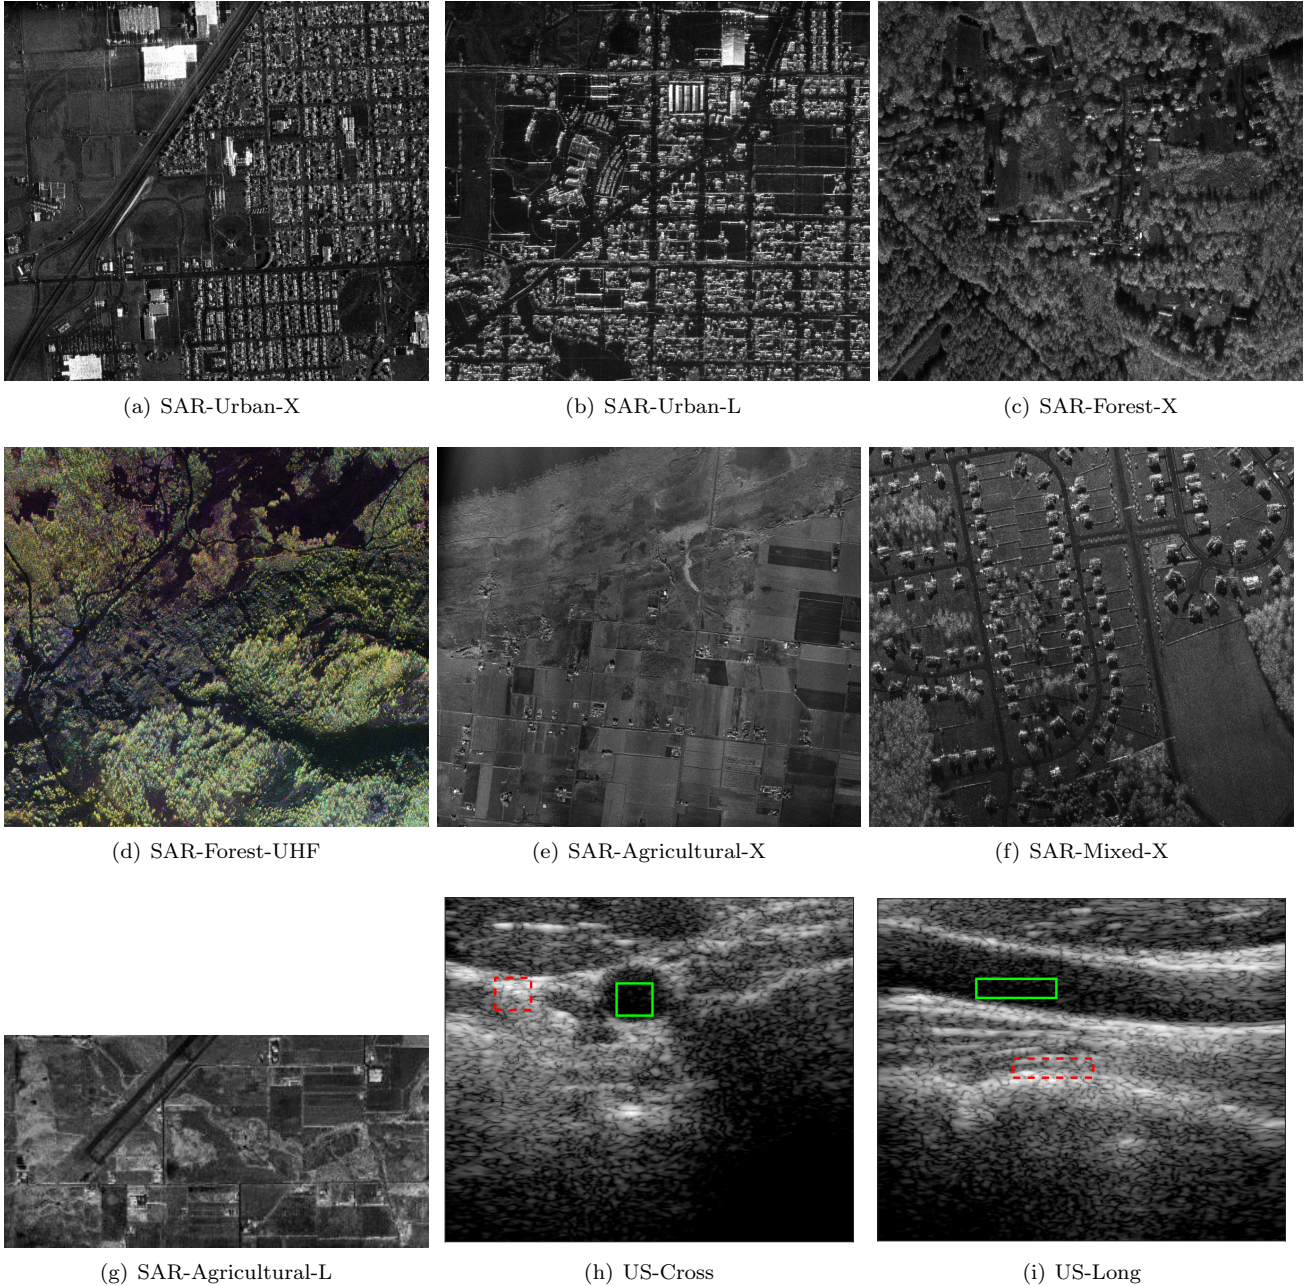 (a) SAR-Urban-X
(b) SAR-Urban-L
(c) SAR-Forest-X
(d) SAR-Forest-UHF
(e) SAR-Agricultural-X
(f) SAR-Mixed-X
(g) SAR-Agricultural-L
(h) US-Cross
(i) US-Long